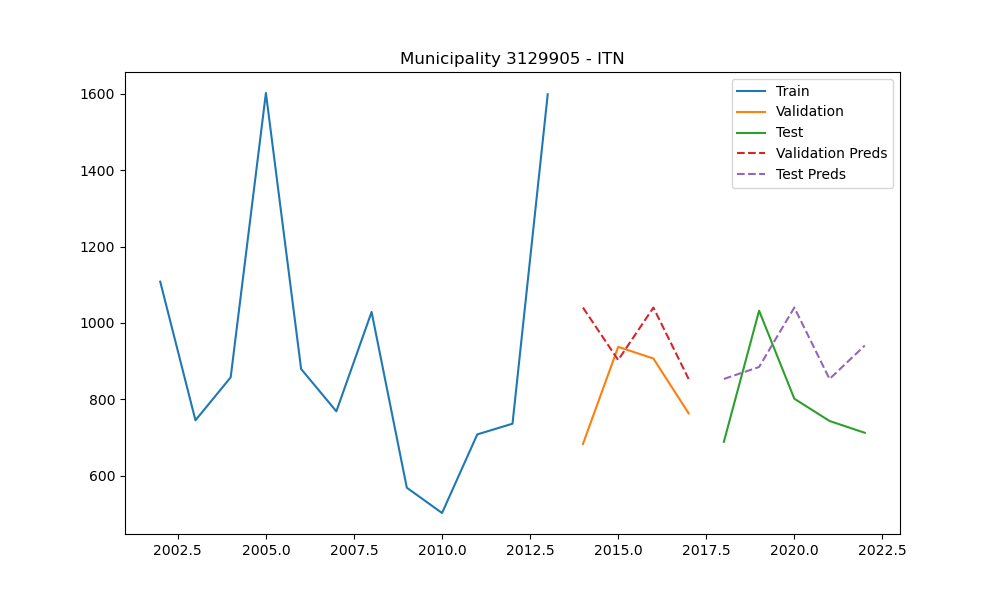 Municipality 3129905 - ITN
1600
1400
1200
1000
800
600
2002.5
2005.0
2007.5
2010.0
2012.5
2015.0
2017.5
2020.0
2022.5
Train
Validation
Test
Validation Preds
Test Preds